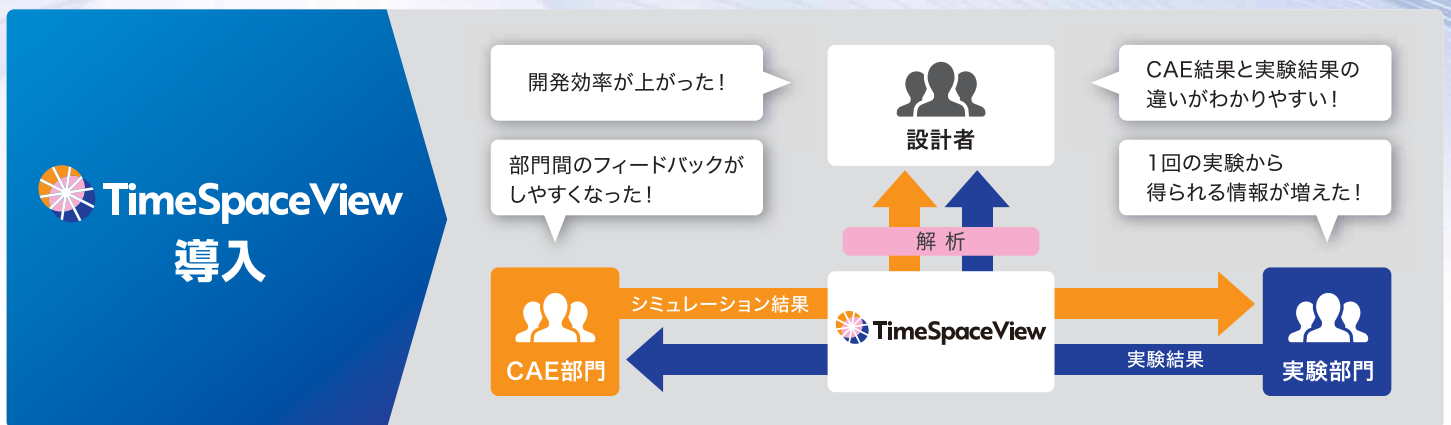 TimeSpaceView
導入
開発効率が上がった！
部門間のフィードバックが
しやすくなった！
設計者
CAE結果と実験結果の
違いがわかりやすい！
1回の実験から
得られる情報が増えた！
解析
CAE部門
シミュレーション結果
TimeSpaceView
実験結果
実験部門